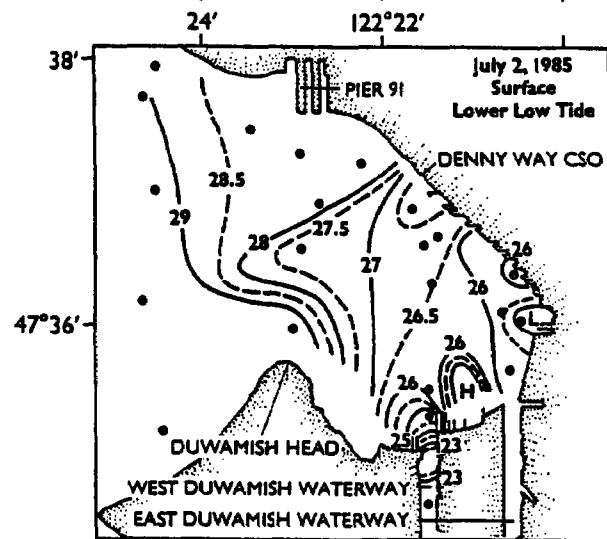 24' 122°22'
38'
July 2, 1985
Surface
Lower Low Tide
PIER 91
DENNY WAY CSO
28.5
29
28
27.5
27
26
26
26.5
L
26
H
26
25
23
23
47°36'
DUWAMISH HEAD
WEST DUWAMISH WATERWAY
EAST DUWAMISH WATERWAY